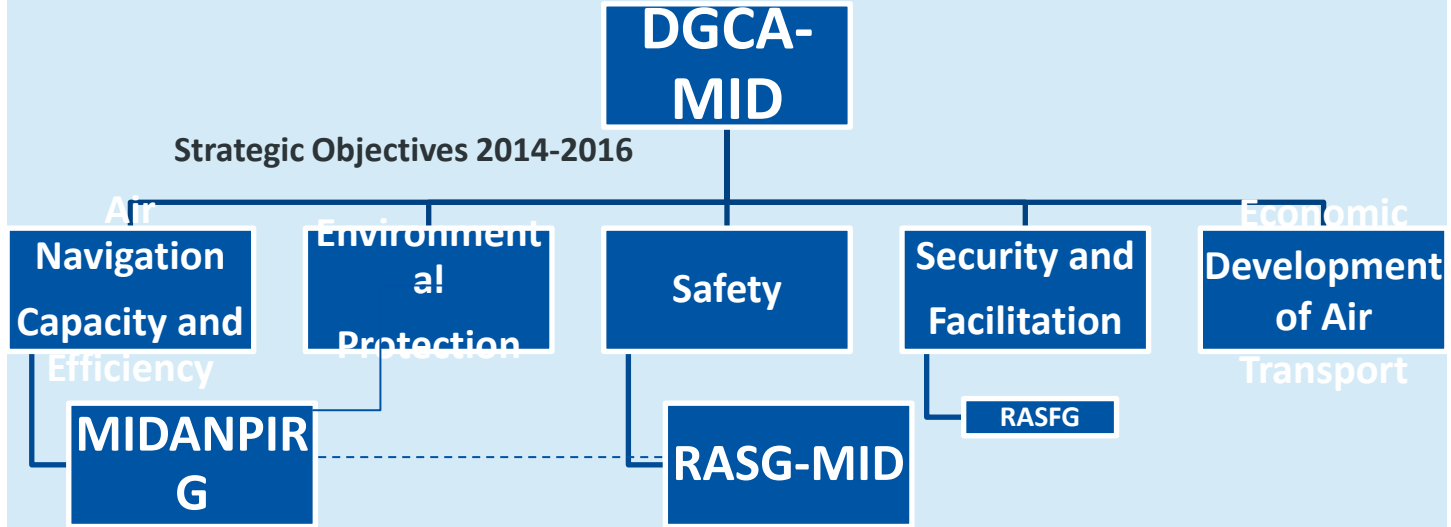 DGCA-
MID
Strategic Objectives 2014-2016
Air
Navigation
Capacity and
Efficiency
Environment
al
Protection
Safety
Security and
Facilitation
Economic
Development
of Air
Transport
MIDANPIR
G
RASG-MID
RASFG